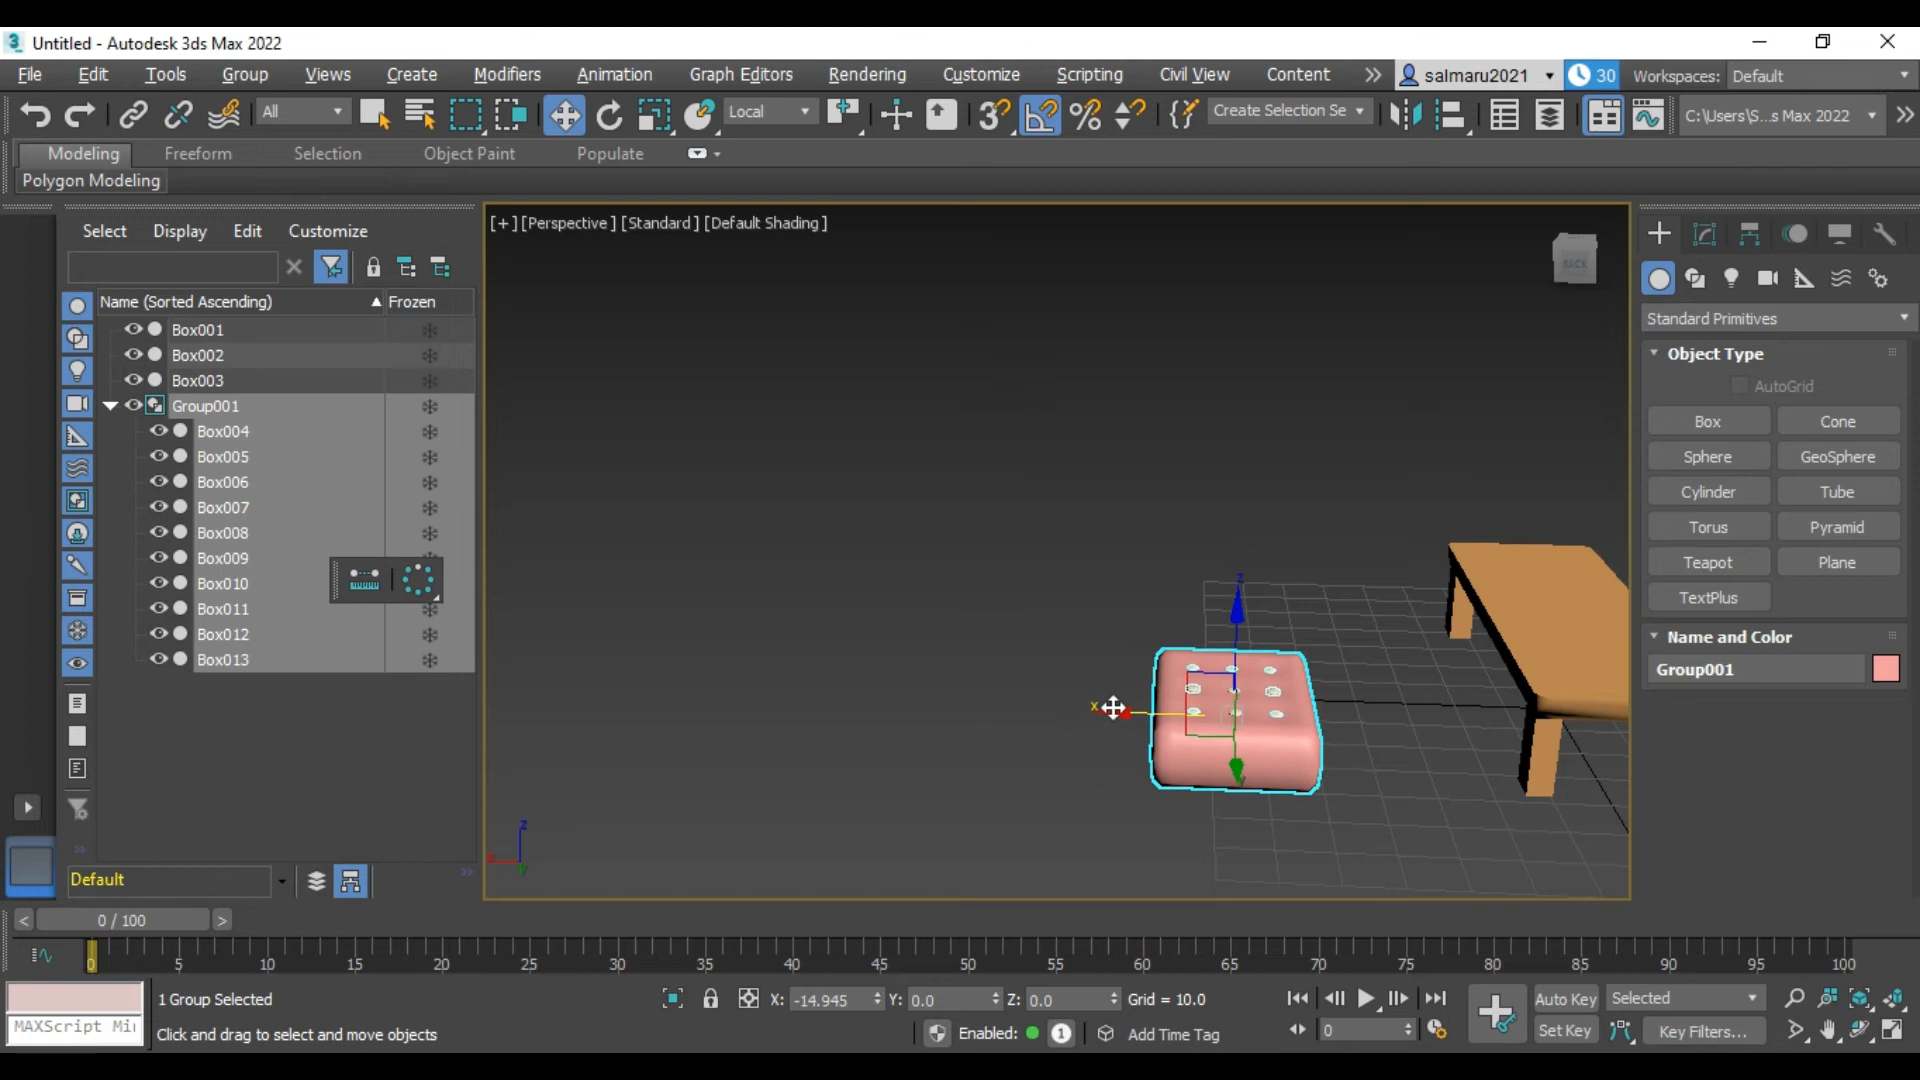 Untitled - Autodesk 3ds Max 2022
File Edit Tools Group Views Create Modifiers Animation Graph Editors Rendering Customize Scripting Civil View Content salmaru2021 30 Workspaces: Default
All Local Create Selection Se C:\Users\S...s Max 2022
Modeling Freeform Selection Object Paint Populate
Polygon Modeling
Select Display Edit Customize
Name (Sorted Ascending) Frozen
Box001
Box002
Box003
Group001
Box004
Box005
Box006
Box007
Box008
Box009
Box010
Box011
Box012
Box013
Default
[+] [Perspective] [Standard] [Default Shading]
BACK
z
x
z
x
y
Standard Primitives
Object Type
AutoGrid
Box Cone
Sphere GeoSphere
Cylinder Tube
Torus Pyramid
Teapot Plane
TextPlus
Name and Color
Group001
< 0 / 100 >
0 5 10 15 20 25 30 35 40 45 50 55 60 65 70 75 80 85 90 95 100
1 Group Selected X: -14.945 Y: 0.0 Z: 0.0 Grid = 10.0 Auto Key Selected
MAXScript Mi Click and drag to select and move objects Enabled: 1 Add Time Tag 0 Set Key Key Filters...